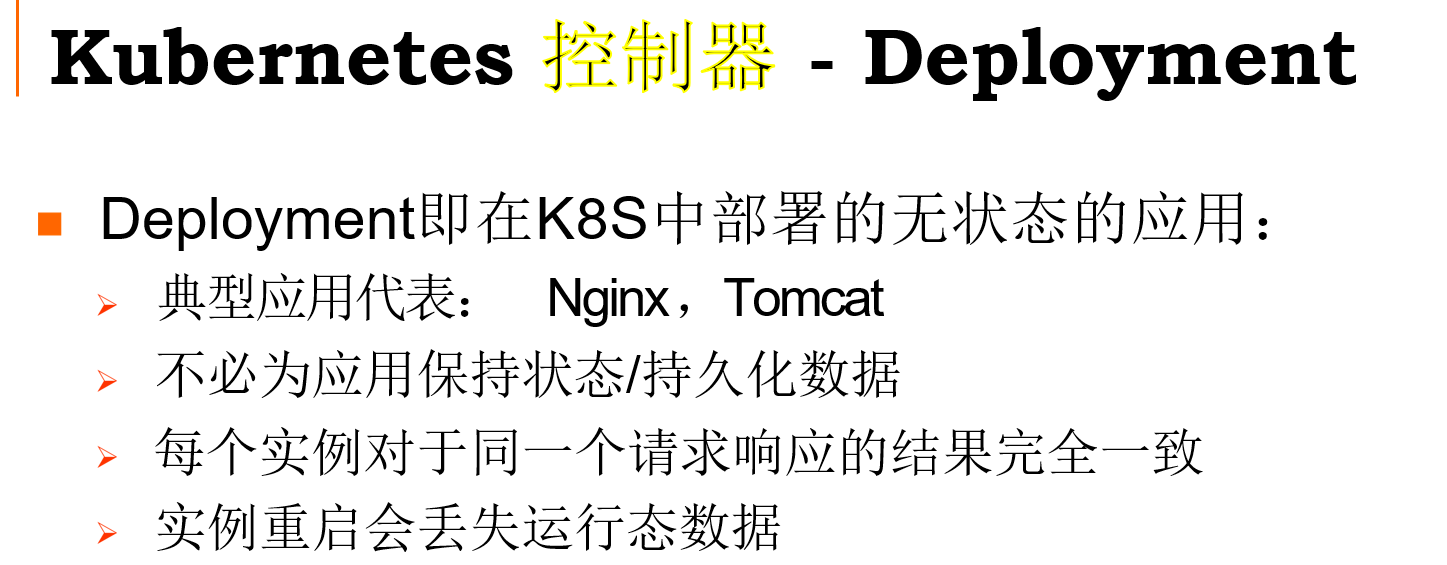 Kubernetes 控制器 - Deployment
Deployment即在K8S中部署的无状态的应用：
典型应用代表： Nginx，Tomcat
不必为应用保持状态/持久化数据
每个实例对于同一个请求响应的结果完全一致
实例重启会丢失运行态数据